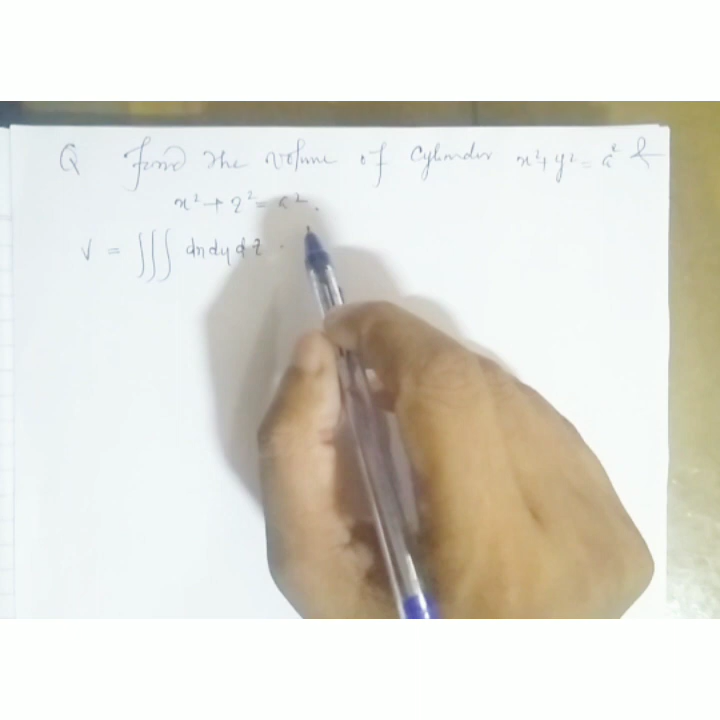 Q Find the volume of cylinder x²+y²=a² &
x²+z²=a².
V = ∫∫∫ dxdydz.